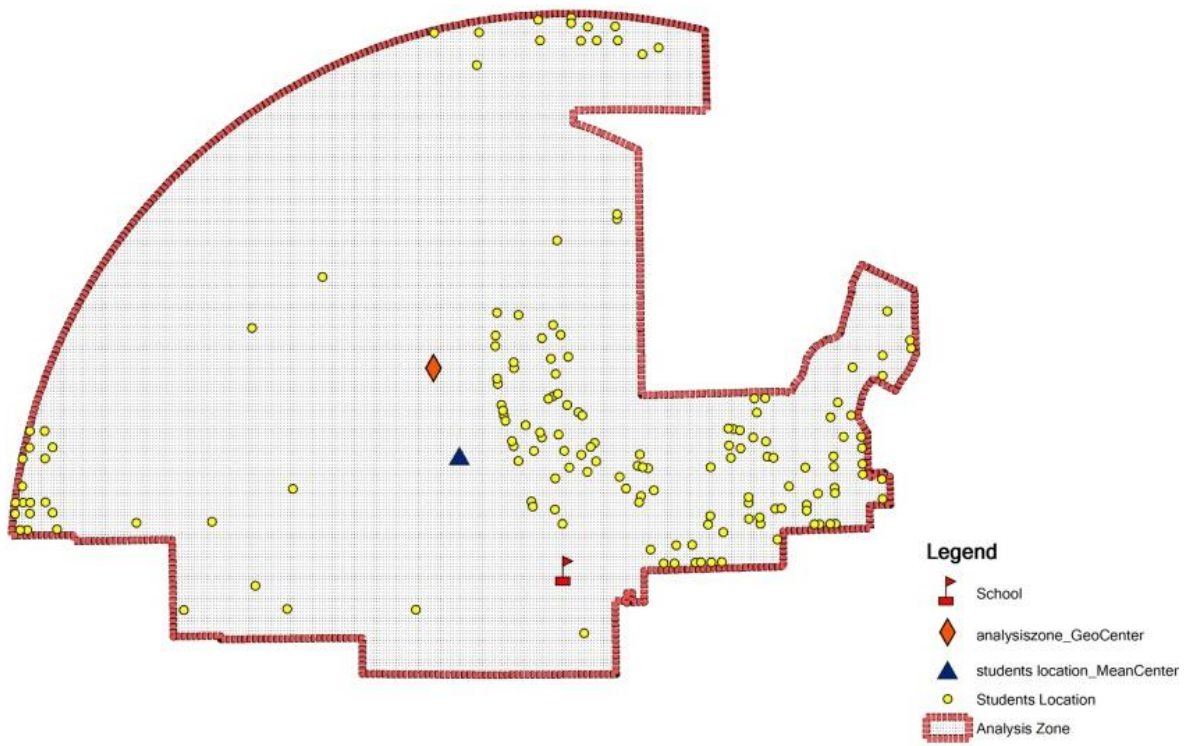 Legend
School
analysiszone_GeoCenter
students location_MeanCenter
Students Location
Analysis Zone